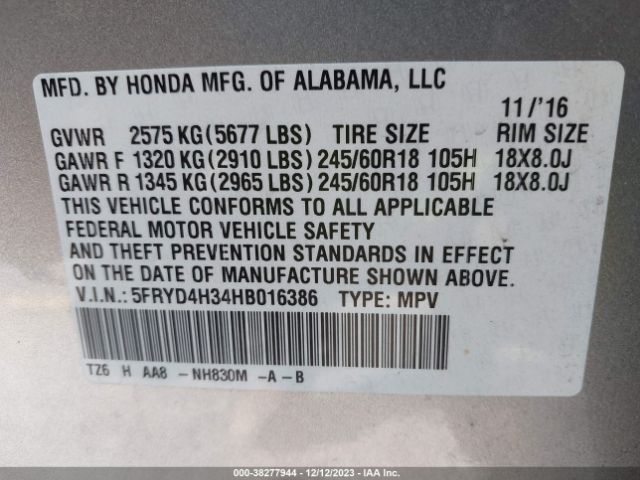 MFD. BY HONDA MFG. OF ALABAMA, LLC
11/'16
GVWR 2575 KG(5677 LBS) TIRE SIZE RIM SIZE
GAWR F 1320 KG(2910 LBS)245/60R18 105H 18X8.0J
GAWR R 1345 KG(2965 LBS)245/60R18 105H 18X8.0J
THIS VEHICLE CONFORMS TO ALL APPLICABLE
FEDERAL MOTOR VEHICLE SAFETY
AND THEFT PREVENTION STANDARDS IN EFFECT
ON THE DATE OF MANUFACTURE SHOWN ABOVE.
V.I.N.:5FRYD4H34HB016386 TYPE: MPV
TZ6 H AA8 - NH830M -A - B
000-38277944 - 12/12/2023 - IAA Inc.